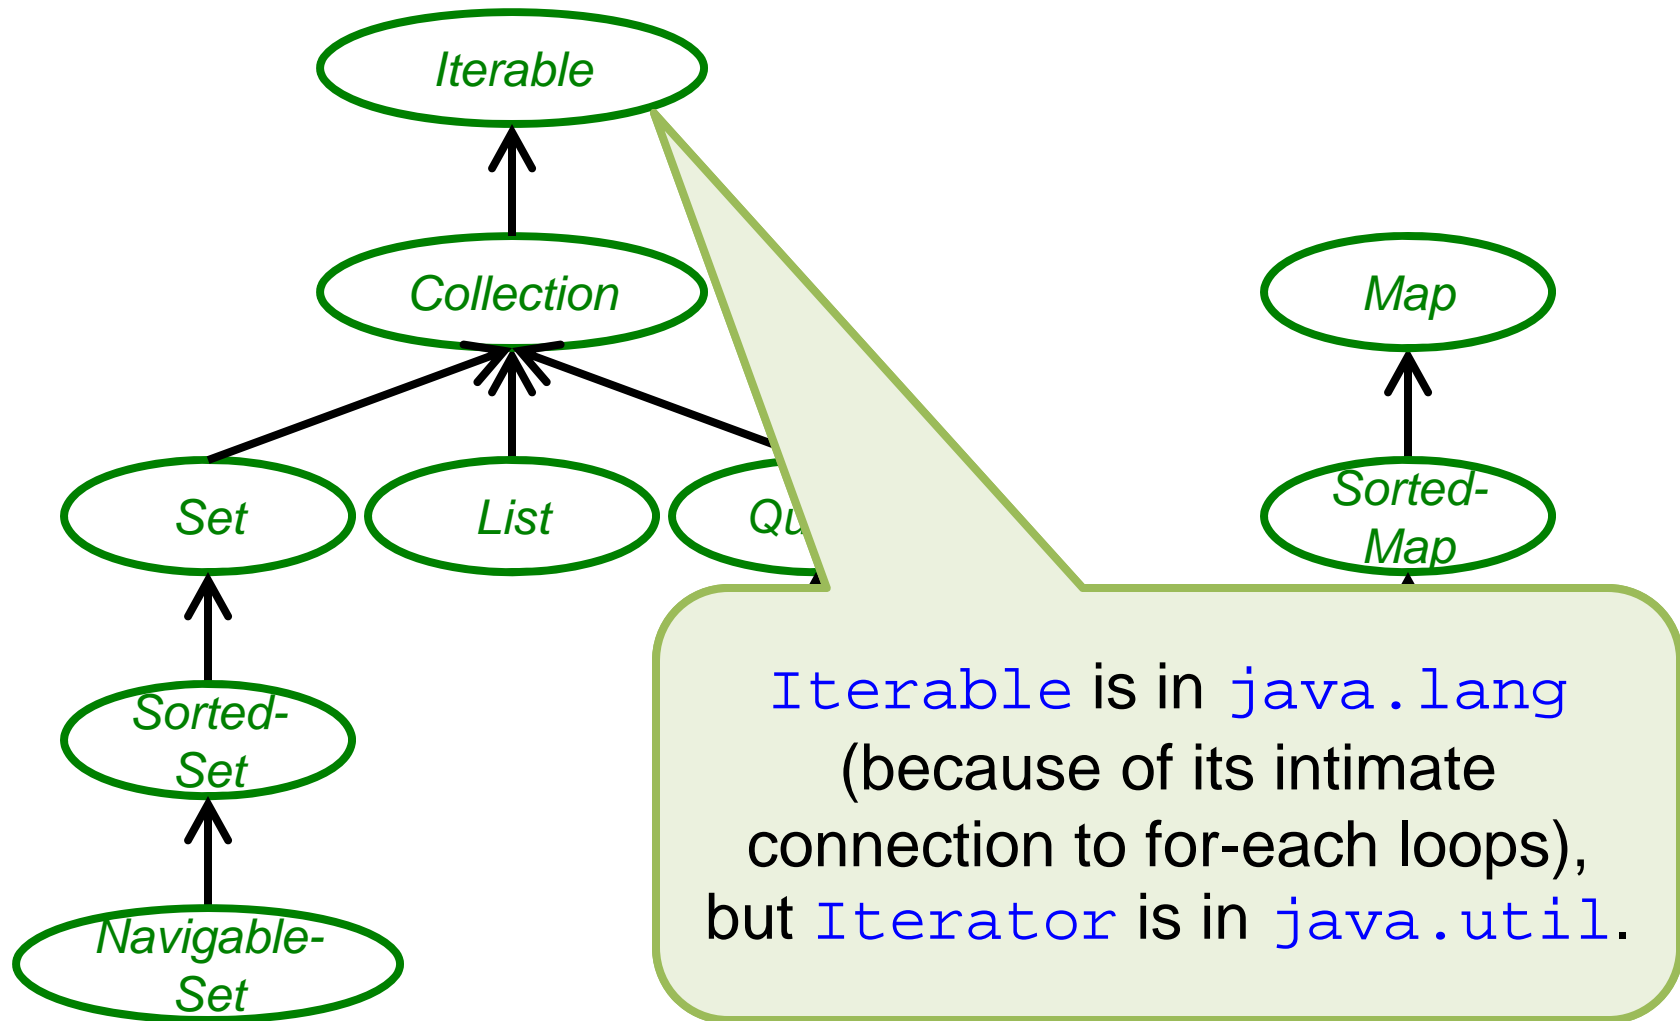 Iterable
Collection
Map
Set
List
Sorted-
Map
Sorted-
Set
Navigable-
Set
Iterable is in java.lang
(because of its intimate
connection to for-each loops),
but Iterator is in java.util.